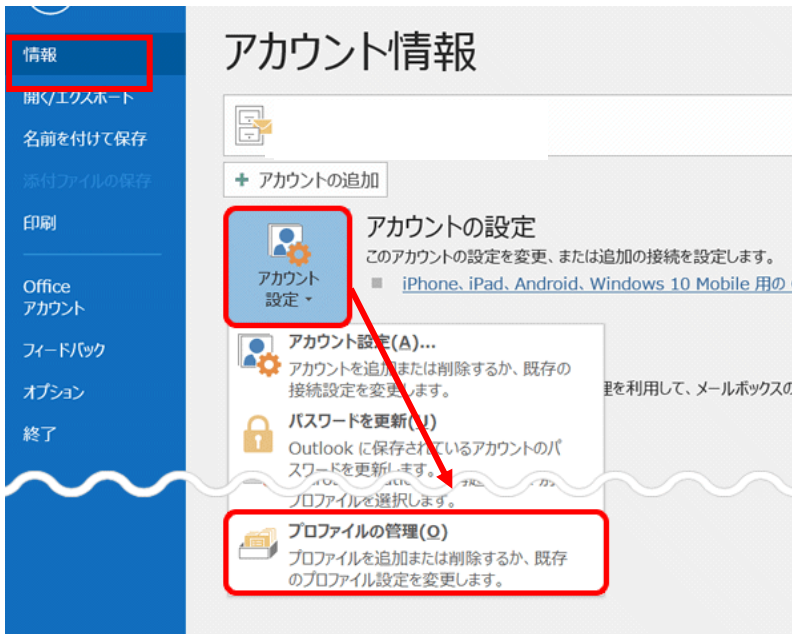 情報
開く/エクスポート
名前を付けて保存
添付ファイルの保存
印刷
Office
アカウント
フィードバック
オプション
終了
アカウント情報
アカウントの追加
アカウント
設定
アカウントの設定
このアカウントの設定を変更、または追加の接続を設定します。
iPhone、iPad、Android、Windows 10 Mobile 用の
アカウント設定(A)...
アカウントを追加または削除するか、既存の
接続設定を変更します。
理を利用して、メールボックスの
パスワードを更新(U)
Outlook に保存されているアカウントのパ
スワードを更新します。
プロファイルを選択します。
プロファイルの管理(O)
プロファイルを追加または削除するか、既存
のプロファイル設定を変更します。